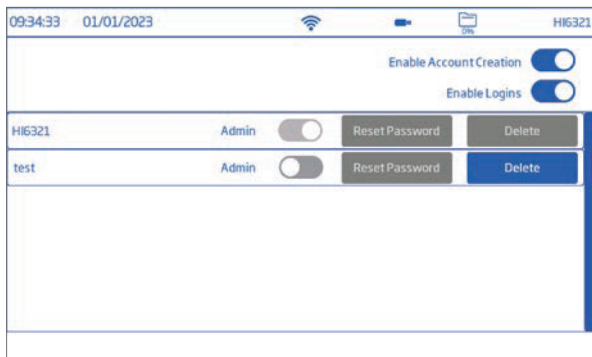 09:34:33 01/01/2023 0% HI6321
Enable Account Creation
Enable Logins
HI6321 Admin Reset Password Delete
test Admin Reset Password Delete